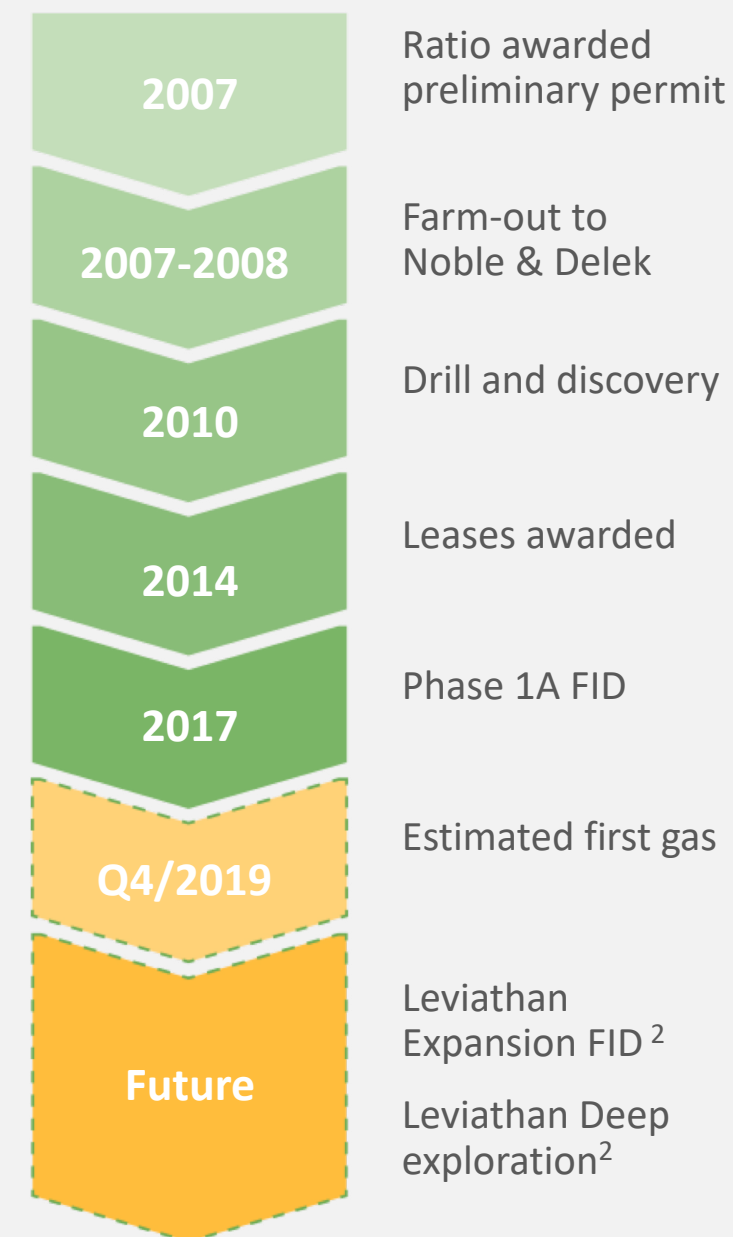 2007
Ratio awarded
preliminary permit
2007-2008
Farm-out to
Noble & Delek
2010
Drill and discovery
2014
Leases awarded
2017
Phase 1A FID
Q4/2019
Estimated first gas
Future
Leviathan
Expansion FID ²
Leviathan Deep
exploration²